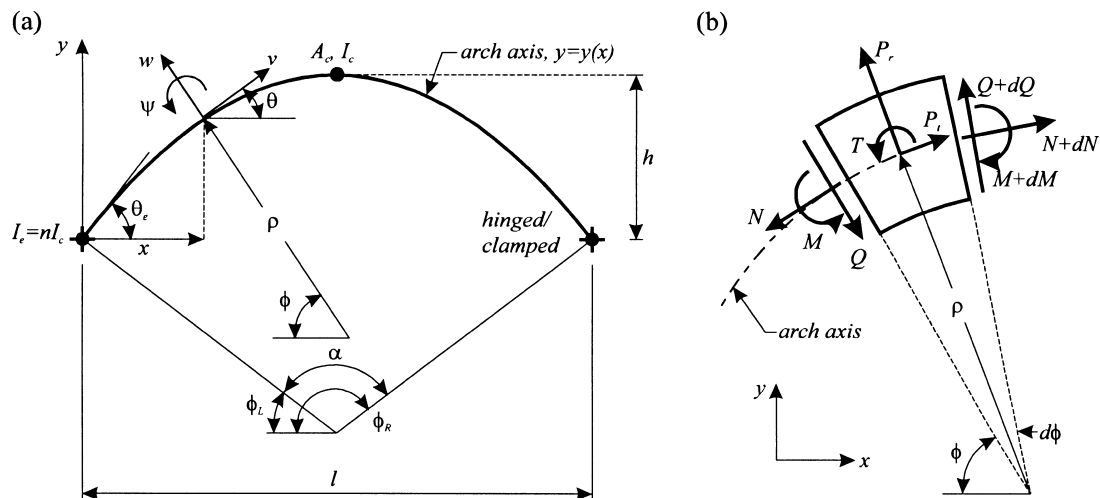 (a)
y
w
v
A_c, I_c
arch axis, y=y(x)
ψ
θ
h
θ_e
ρ
hinged/
clamped
I_e=nI_c
x
ϕ
α
ϕ_L
ϕ_R
l
(b)
P_r
Q+dQ
T
P_t
N+dN
M+dM
N
M
Q
ρ
arch axis
y
x
ϕ
dϕ